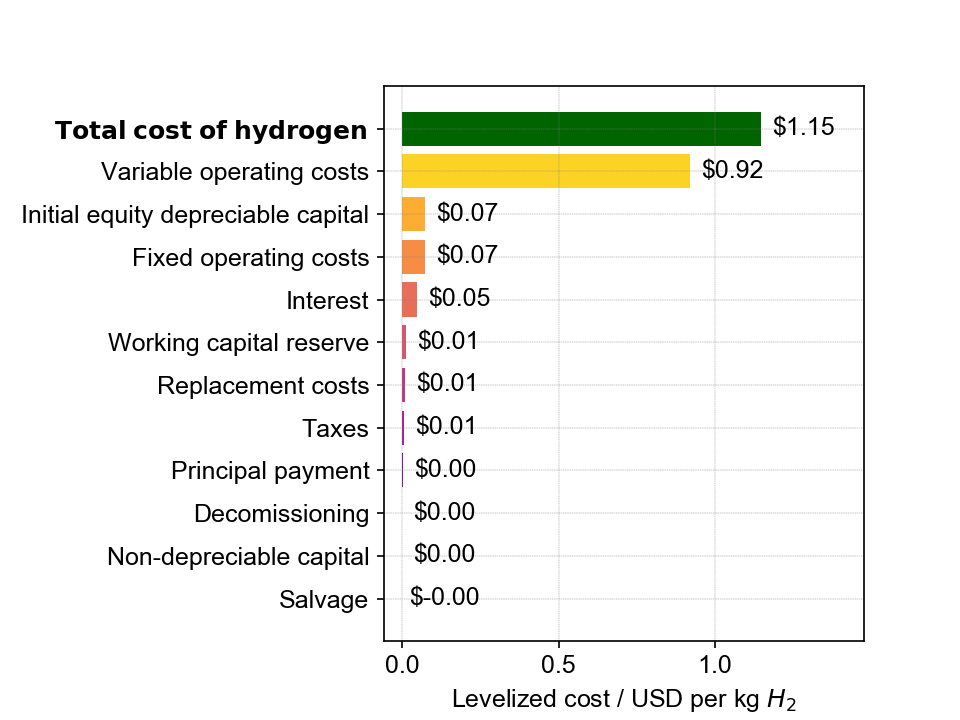 Total cost of hydrogen $1.15
Variable operating costs $0.92
Initial equity depreciable capital $0.07
Fixed operating costs $0.07
Interest $0.05
Working capital reserve $0.01
Replacement costs $0.01
Taxes $0.01
Principal payment $0.00
Decomissioning $0.00
Non-depreciable capital $0.00
Salvage $-0.00
0.0 0.5 1.0
Levelized cost / USD per kg H₂